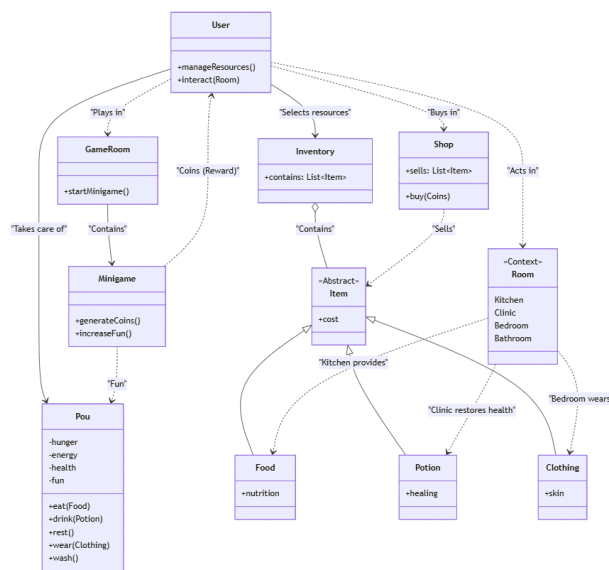 User
+manageResources()
+interact(Room)
"Plays in"
"Selects resources"
"Buys in"
GameRoom
+startMinigame()
Inventory
+contains: List<Item>
Shop
+sells: List<Item>
+buy(Coins)
"Coins (Reward)"
"Acts in"
"Takes care of"
"Contains"
"Contains"
"Sells"
Minigame
+generateCoins()
+increaseFun()
«Abstract»
Item
+cost
«Context»
Room
Kitchen
Clinic
Bedroom
Bathroom
"Fun"
"Kitchen provides"
"Clinic restores health"
"Bedroom wears
Pou
-hunger
-energy
-health
-fun
+eat(Food)
+drink(Potion)
+rest()
+wear(Clothing)
+wash()
Food
+nutrition
Potion
+healing
Clothing
+skin